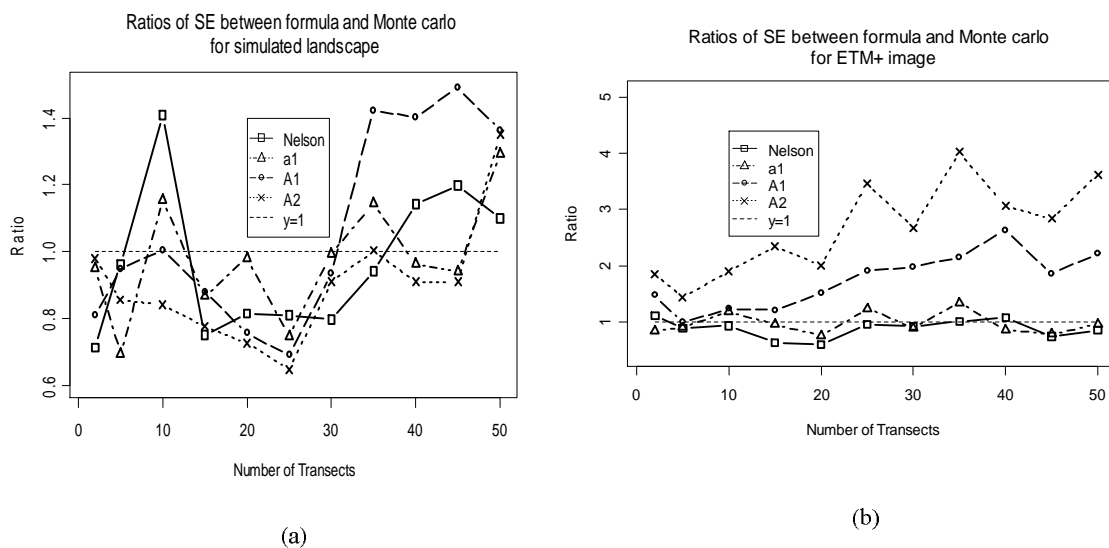 Ratios of SE between formula and Monte carlo
for simulated landscape
Ratio
1.4
1.2
1.0
0.8
0.6
Nelson
a1
A1
A2
y=1
0
10
20
30
40
50
Number of Transects
(a)
Ratios of SE between formula and Monte carlo
for ETM+ image
Ratio
5
4
3
2
1
Nelson
a1
A1
A2
y=1
0
10
20
30
40
50
Number of Transects
(b)